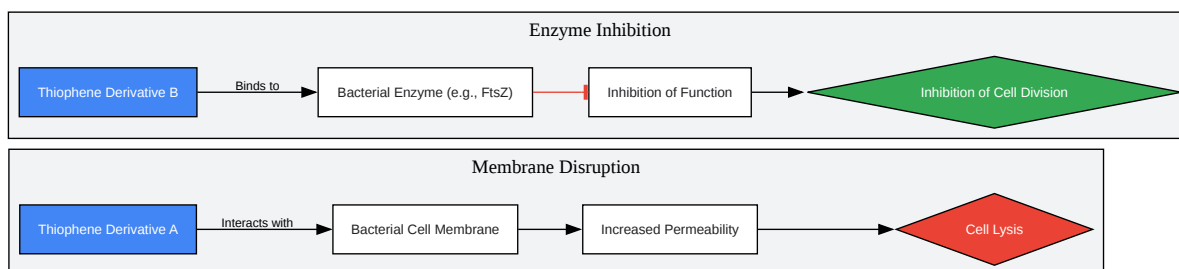 Enzyme Inhibition
Thiophene Derivative B
Binds to
Bacterial Enzyme (e.g., FtsZ)
Inhibition of Function
Inhibition of Cell Division
Membrane Disruption
Thiophene Derivative A
Interacts with
Bacterial Cell Membrane
Increased Permeability
Cell Lysis